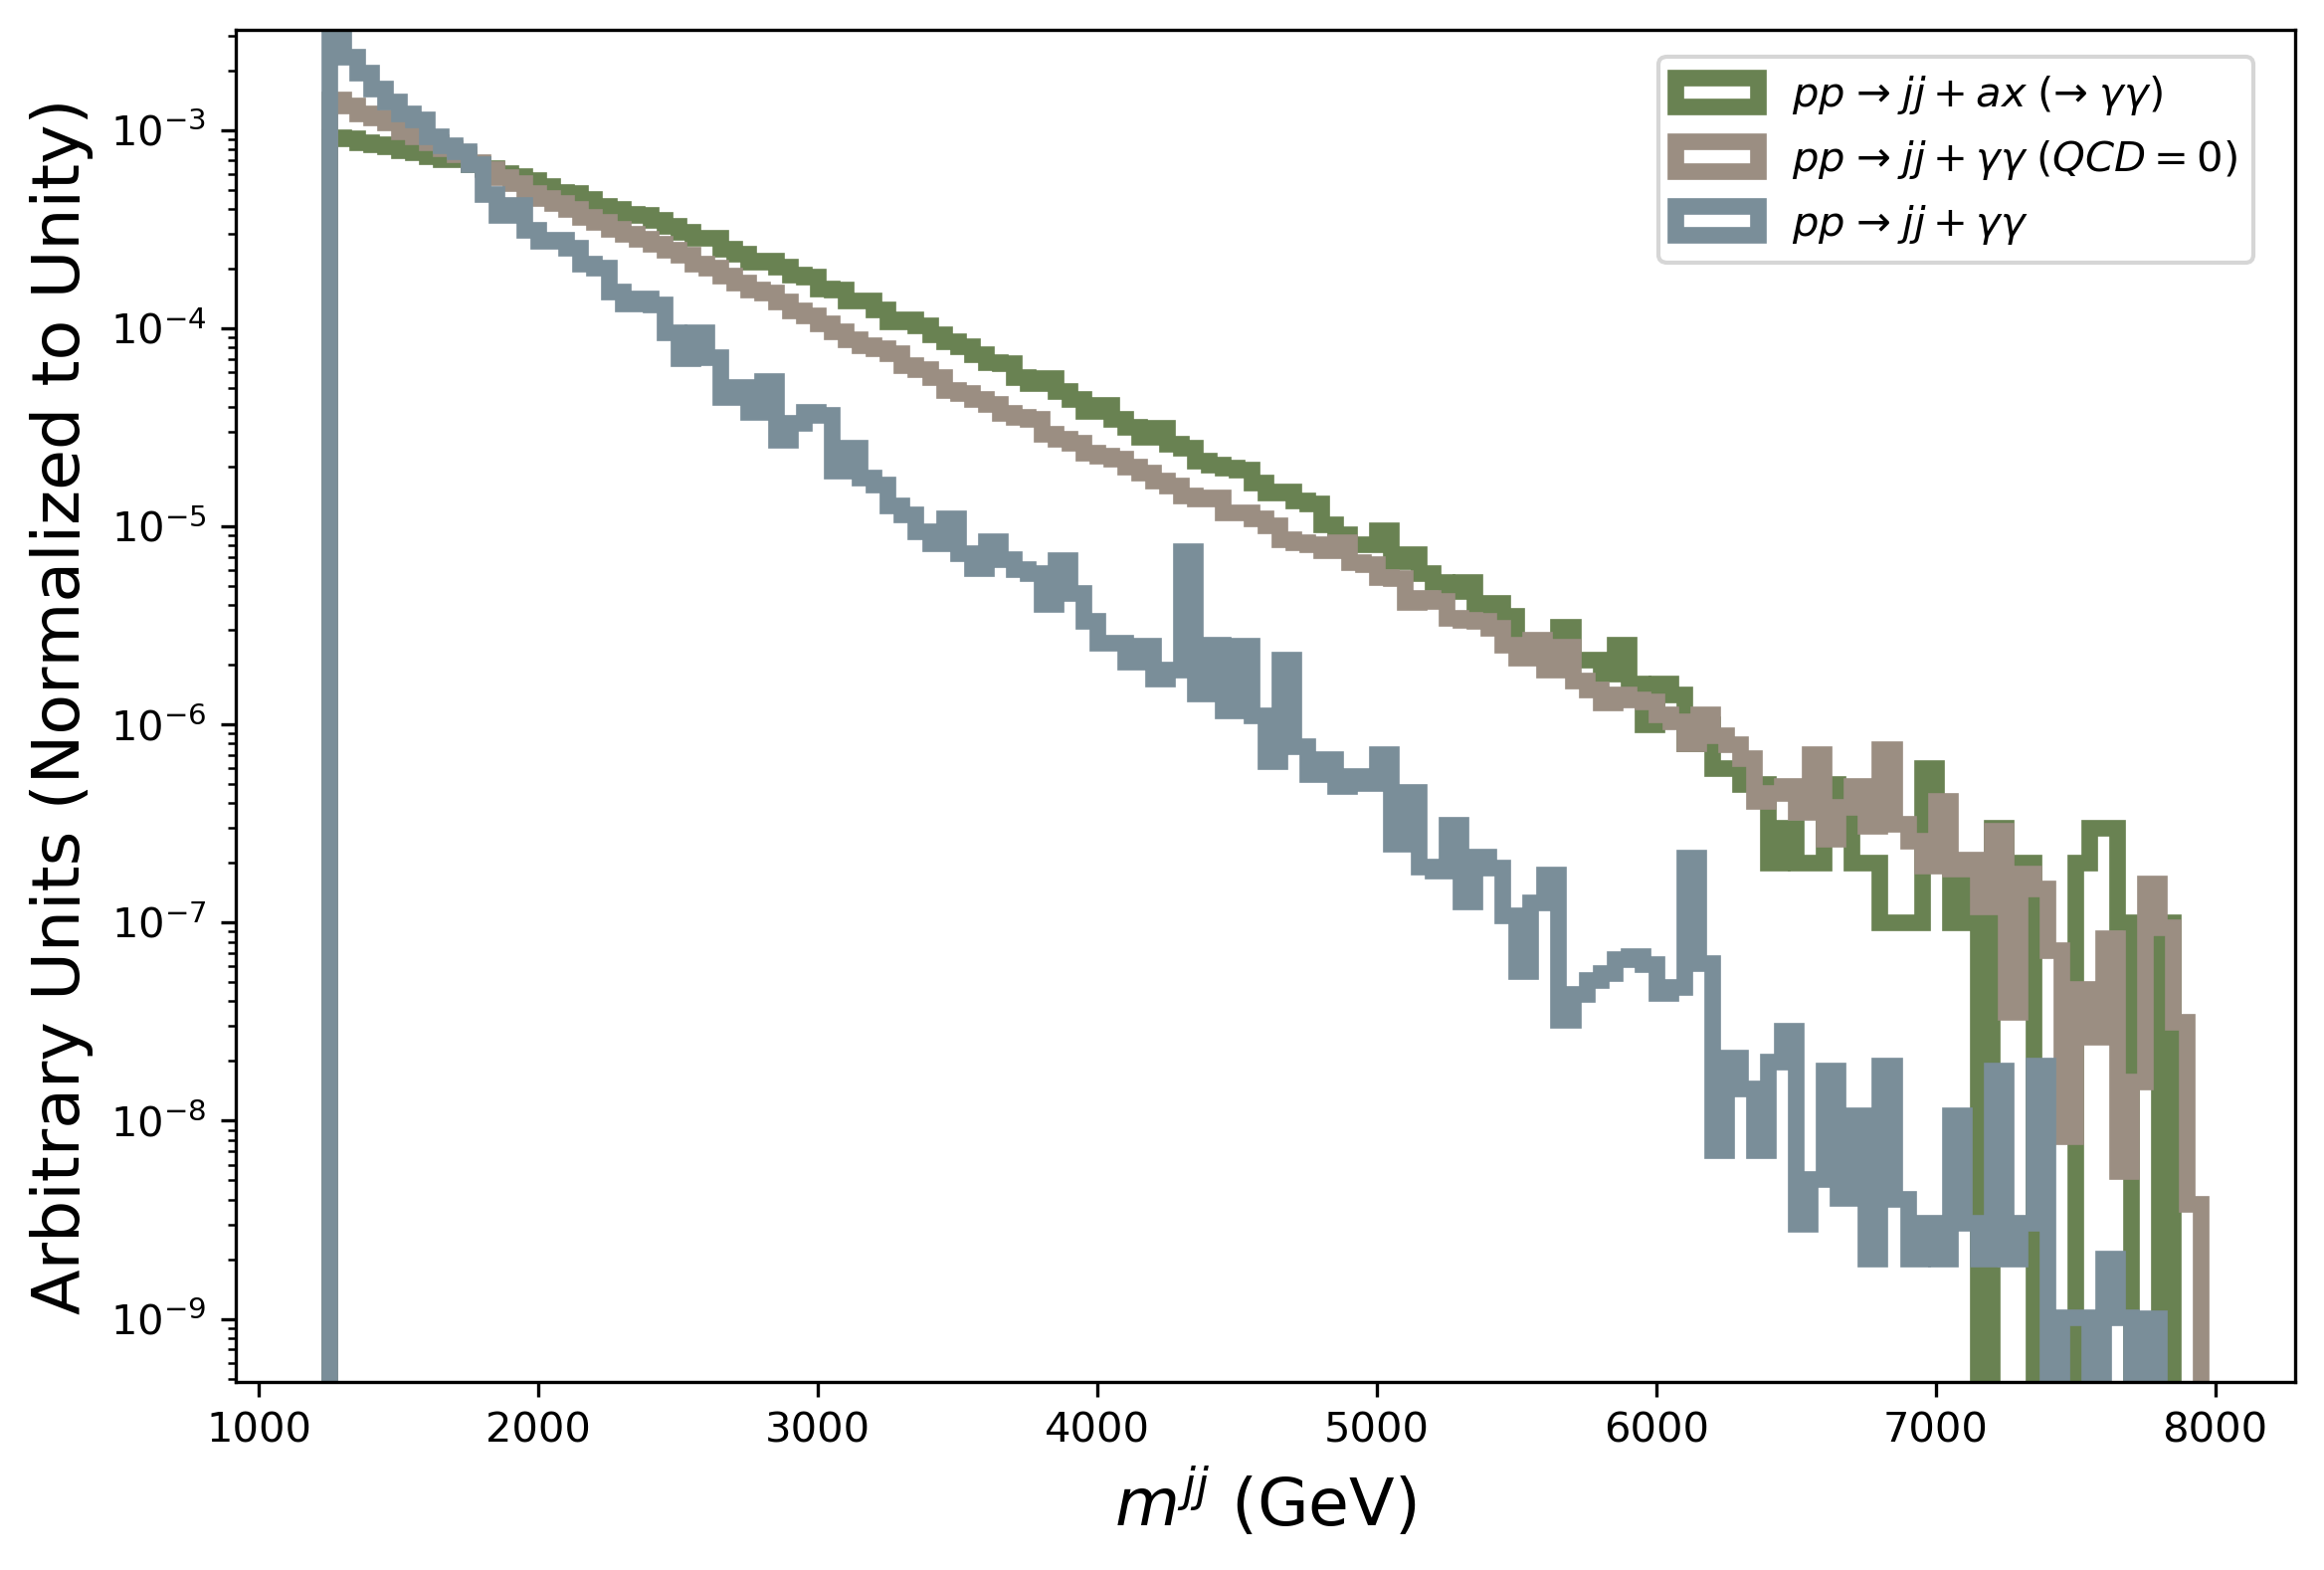 Arbitrary Units (Normalized to Unity)
10⁻³
10⁻⁴
10⁻⁵
10⁻⁶
10⁻⁷
10⁻⁸
10⁻⁹
pp → jj + ax (→ γγ)
pp → jj + γγ (QCD = 0)
pp → jj + γγ
1000 2000 3000 4000 5000 6000 7000 8000
m^{jj} (GeV)